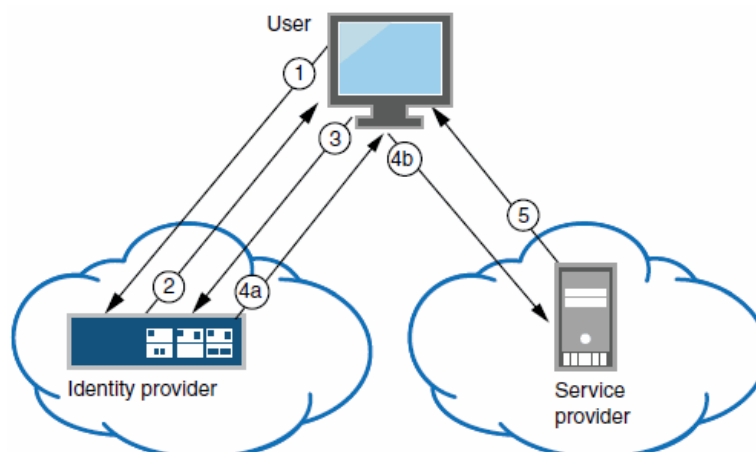 User
1
3
4b
5
2
4a
Identity provider
Service
provider